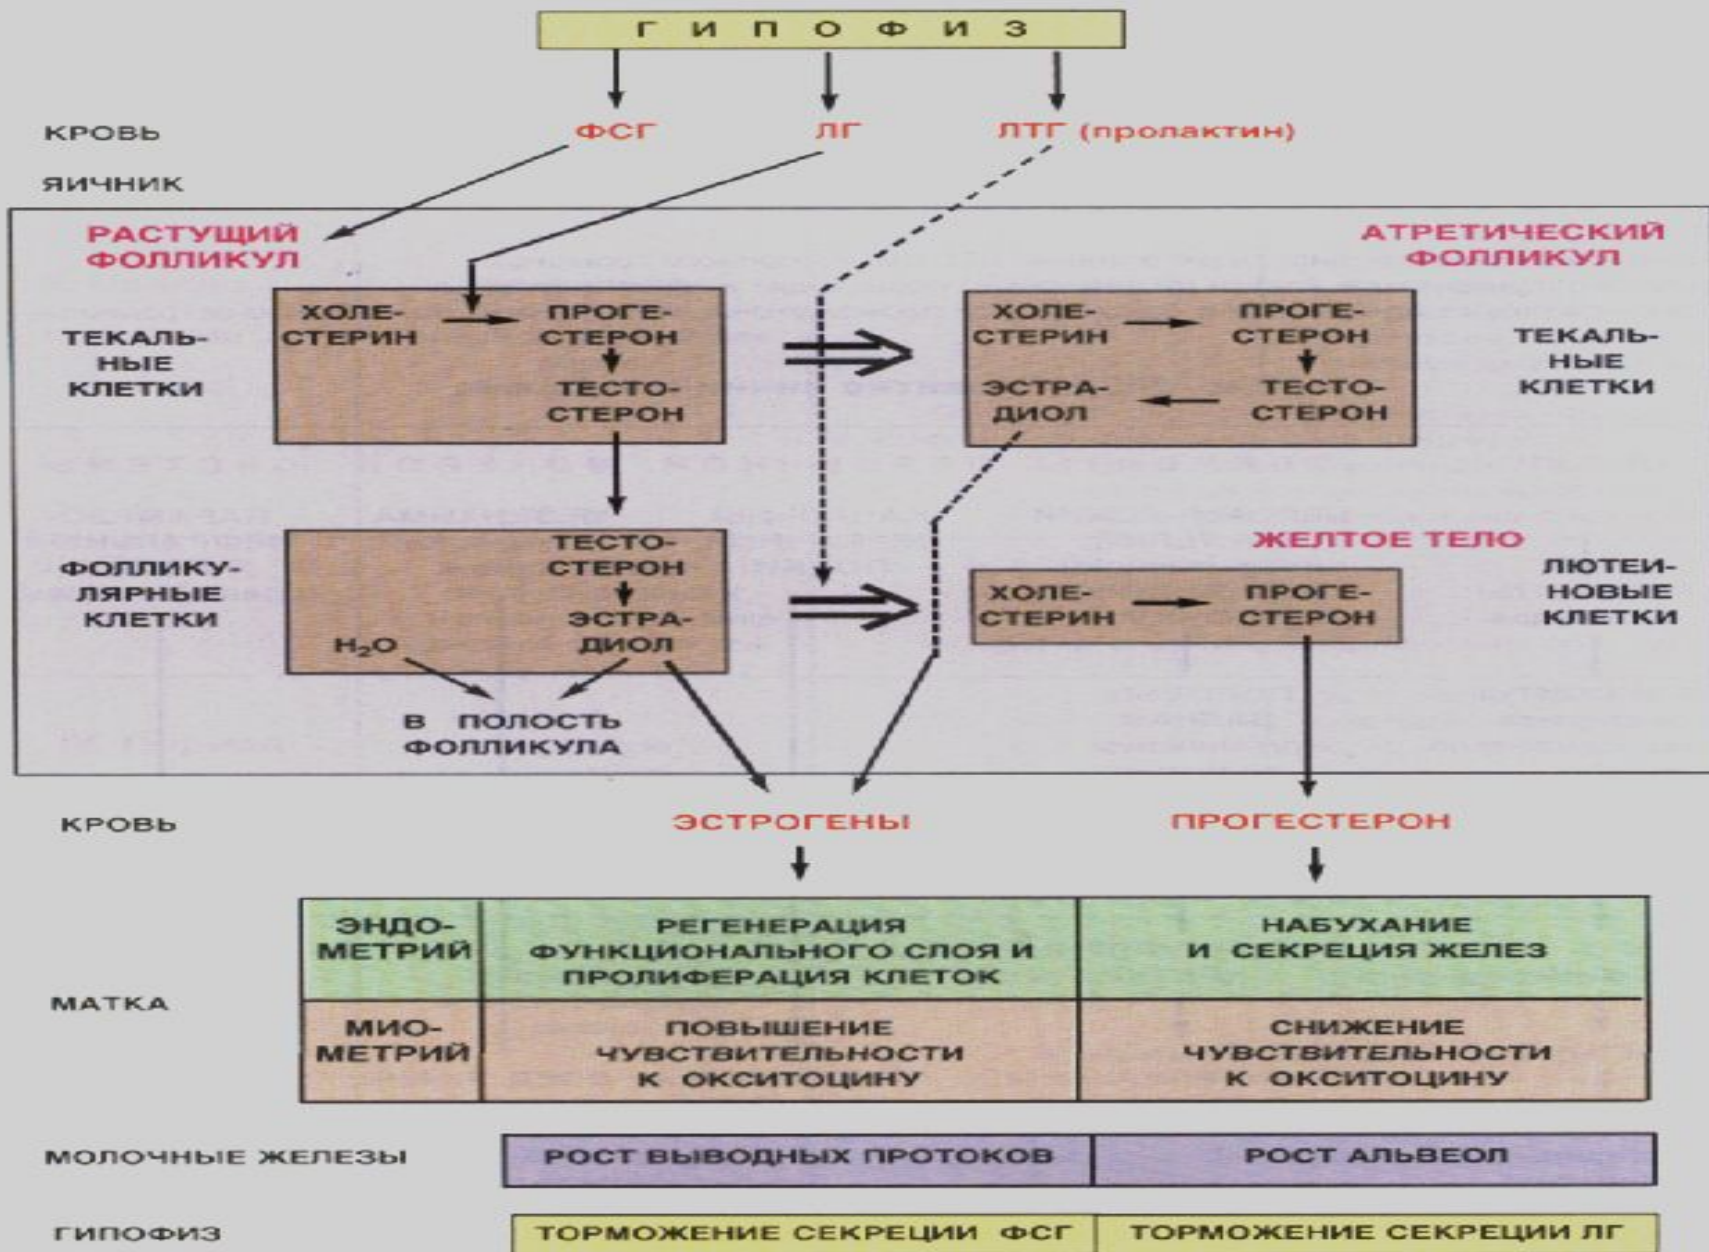 ГИПОФИЗ
КРОВЬ
ФСГ
ЛГ
ЛТГ (пролактин)
ЯИЧНИК
РАСТУЩИЙ
ФОЛЛИКУЛ
АТРЕТИЧЕСКИЙ
ФОЛЛИКУЛ
ТЕКАЛЬ-
НЫЕ
КЛЕТКИ
ХОЛЕ-
СТЕРИН
ПРОГЕ-
СТЕРОН
ТЕСТО-
СТЕРОН
ХОЛЕ-
СТЕРИН
ПРОГЕ-
СТЕРОН
ЭСТРА-
ДИОЛ
ТЕСТО-
СТЕРОН
ТЕКАЛЬ-
НЫЕ
КЛЕТКИ
ФОЛЛИКУ-
ЛЯРНЫЕ
КЛЕТКИ
ТЕСТО-
СТЕРОН
ЭСТРА-
ДИОЛ
H₂O
В ПОЛОСТЬ
ФОЛЛИКУЛА
ЖЕЛТОЕ ТЕЛО
ХОЛЕ-
СТЕРИН
ПРОГЕ-
СТЕРОН
ЛЮТЕИ-
НОВЫЕ
КЛЕТКИ
КРОВЬ
ЭСТРОГЕНЫ
ПРОГЕСТЕРОН
МАТКА
ЭНДО-
МЕТРИЙ
РЕГЕНЕРАЦИЯ
ФУНКЦИОНАЛЬНОГО СЛОЯ И
ПРОЛИФЕРАЦИЯ КЛЕТОК
НАБУХАНИЕ
И СЕКРЕЦИЯ ЖЕЛЕЗ
МИО-
МЕТРИЙ
ПОВЫШЕНИЕ
ЧУВСТВИТЕЛЬНОСТИ
К ОКСИТОЦИНУ
СНИЖЕНИЕ
ЧУВСТВИТЕЛЬНОСТИ
К ОКСИТОЦИНУ
МОЛОЧНЫЕ ЖЕЛЕЗЫ
РОСТ ВЫВОДНЫХ ПРОТОКОВ
РОСТ АЛЬВЕОЛ
ГИПОФИЗ
ТОРМОЖЕНИЕ СЕКРЕЦИИ ФСГ
ТОРМОЖЕНИЕ СЕКРЕЦИИ ЛГ